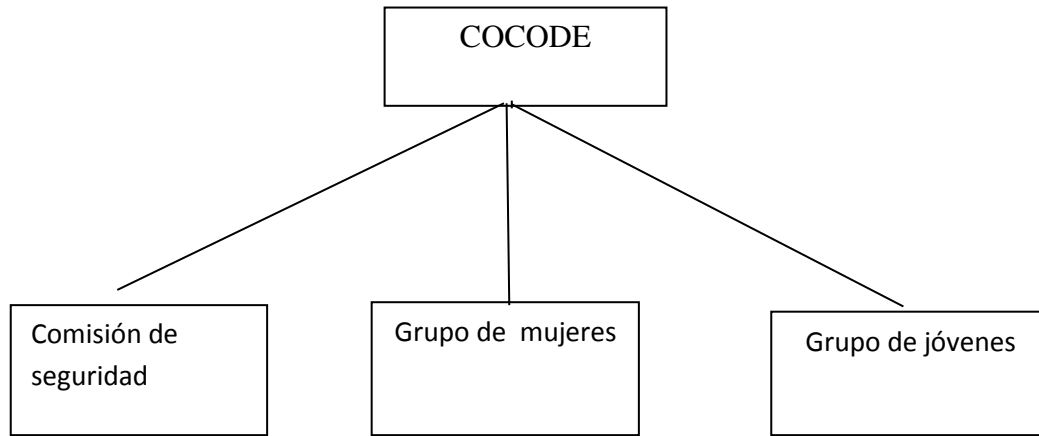 COCODE
Comisión de
seguridad
Grupo de mujeres
Grupo de jóvenes